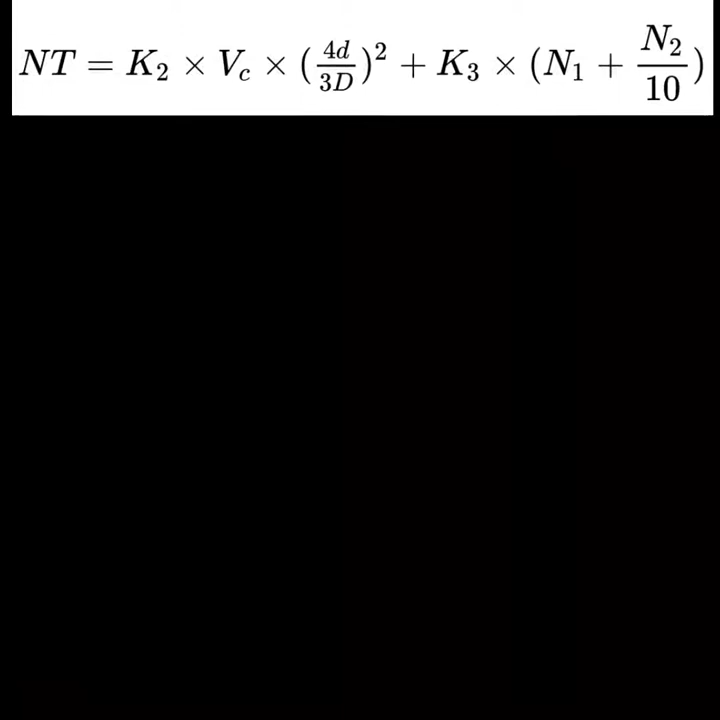 NT = K₂ × V_c × (4d/3D)² + K₃ × (N₁ + N₂/10)